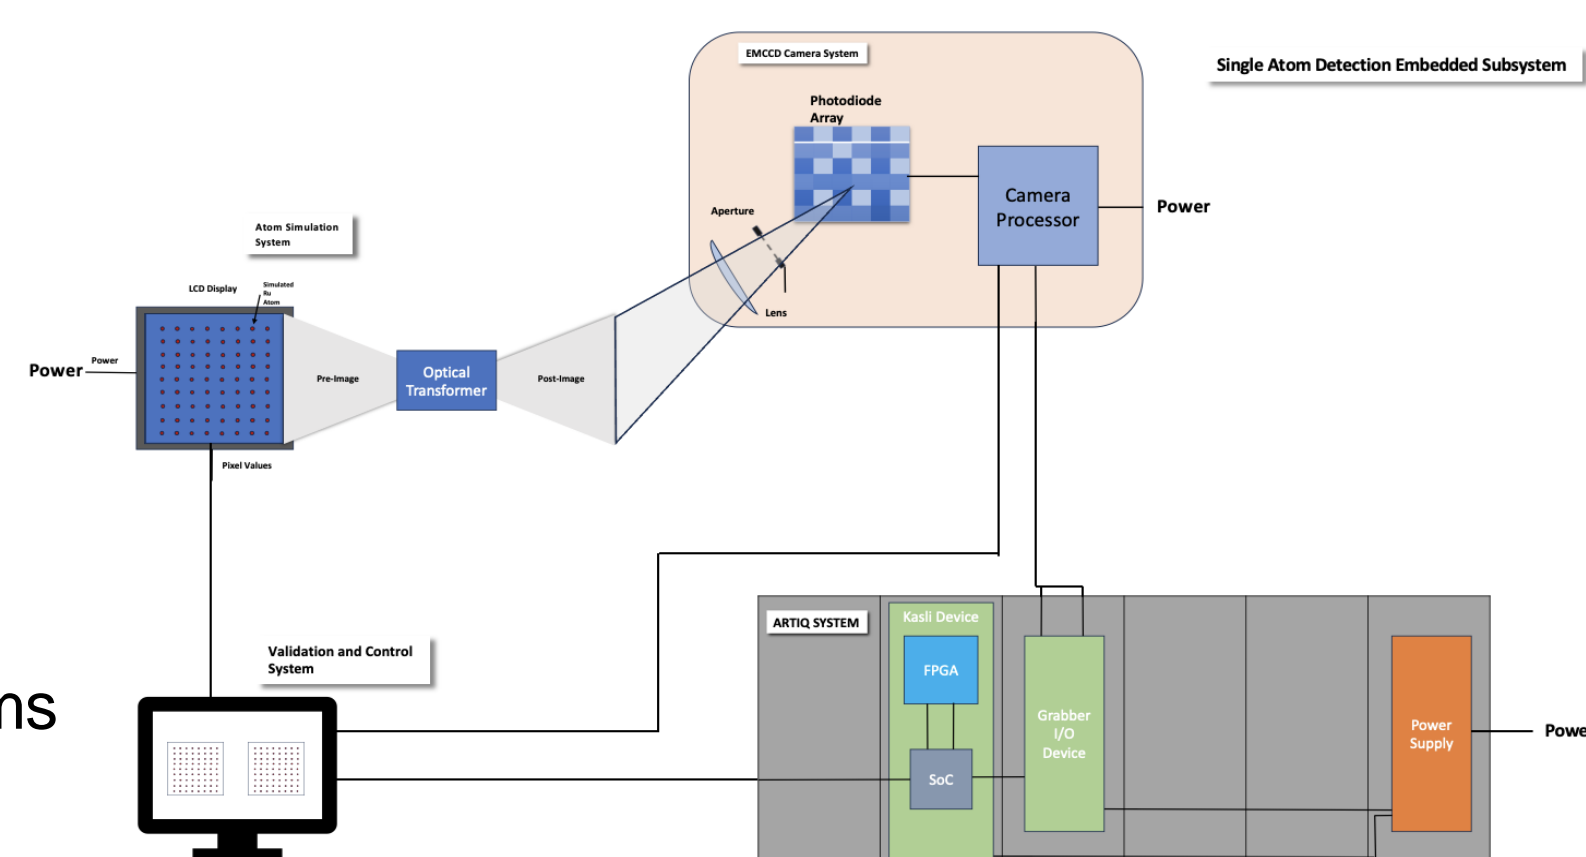 EMCCD Camera System
Single Atom Detection Embedded Subsystem
Photodiode
Array
Camera
Processor
Power
Aperture
Lens
Atom Simulation
System
LCD Display
Simulated
Ru
Atom
Power
Power
Pre-Image
Optical
Transformer
Post-Image
Pixel Values
Validation and Control
System
ms
ARTIQ SYSTEM
Kasli Device
FPGA
SoC
Grabber
I/O
Device
Power
Supply
Powe